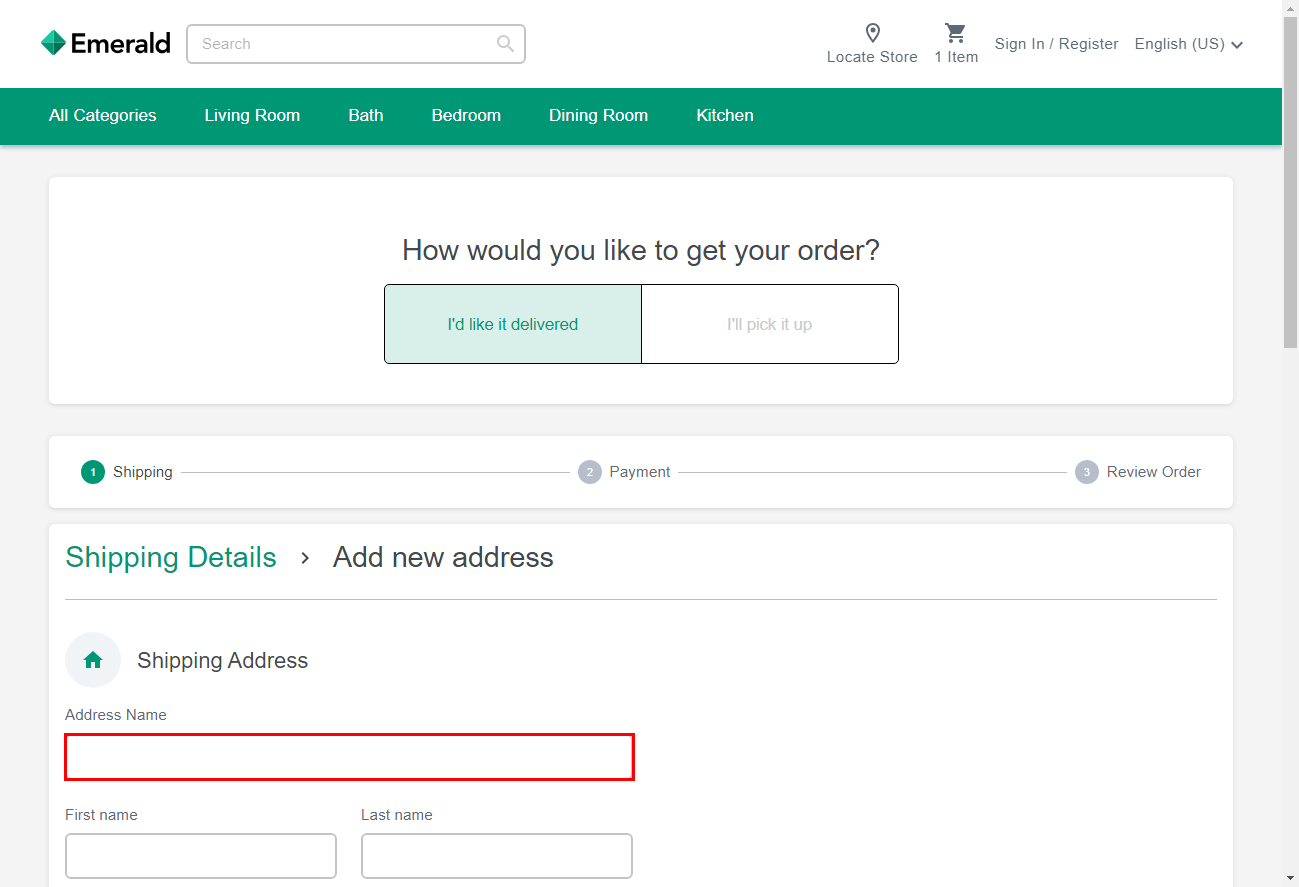 Emerald
Search
Locate Store
1 Item
Sign In / Register
English (US)
All Categories
Living Room
Bath
Bedroom
Dining Room
Kitchen
How would you like to get your order?
I'd like it delivered
I'll pick it up
1 Shipping
2 Payment
3 Review Order
Shipping Details › Add new address
Shipping Address
Address Name
First name
Last name